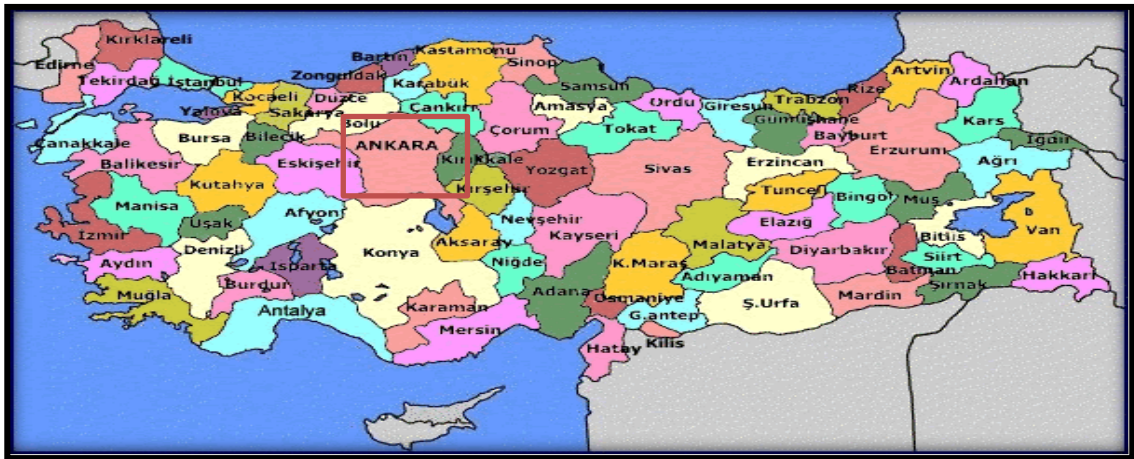 Kırklareli
Edirne
Tekirdağ
İstanbul
Yalova
Kocaeli
Sakarya
Düzce
Zonguldak
Bartın
Karabük
Kastamonu
Sinop
Çankırı
Bolu
Samsun
Amasya
Çorum
Tokat
Ordu
Giresun
Trabzon
Gümüşhane
Rize
Bayburt
Artvin
Ardahan
Kars
Iğdır
Erzurum
Ağrı
Çanakkale
Balıkesir
Bursa
Bilecik
Eskişehir
ANKARA
Kırıkkale
Kırşehir
Yozgat
Sivas
Erzincan
Tunceli
Bingöl
Muş
Bitlis
Van
Kutahya
Manisa
Uşak
Afyon
İzmir
Denizli
Aydın
Muğla
Burdur
Isparta
Antalya
Konya
Aksaray
Nevşehir
Niğde
Kayseri
Karaman
Mersin
Adana
K.Maraş
Osmaniye
Malatya
Elazığ
Adıyaman
Diyarbakır
Batman
Siirt
Şırnak
Hakkari
Mardin
Ş.Urfa
G.antep
Kilis
Hatay